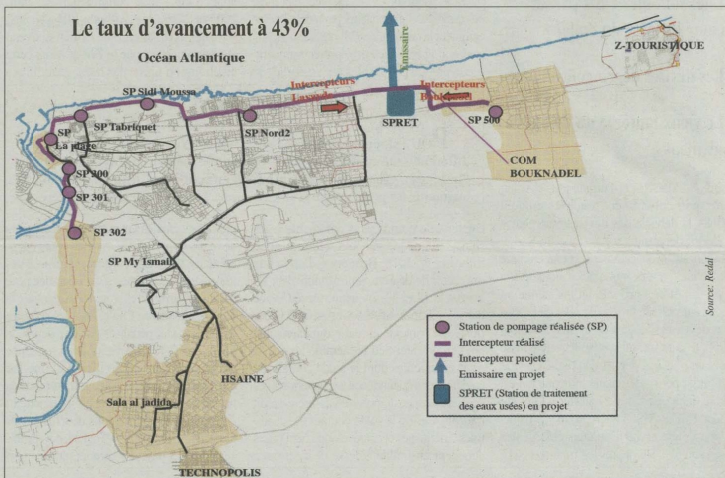 Le taux d'avancement à 43%
Océan Atlantique
Emissaire
Z-TOURISTIQUE
SP Sidi Moussa
Intercepteurs
Intercepteurs
SP
SP Tabriquet
La plage
SP Nord2
SPRET
SP 500
COM
BOUKNADEL
SP 300
SP 301
SP 302
SP My Ismail
HSAINE
Sala al jadida
TECHNOPOLIS
Source: Redal
Station de pompage réalisée (SP)
Intercepteur réalisé
Intercepteur projeté
Emissaire en projet
SPRET (Station de traitement
des eaux usées) en projet